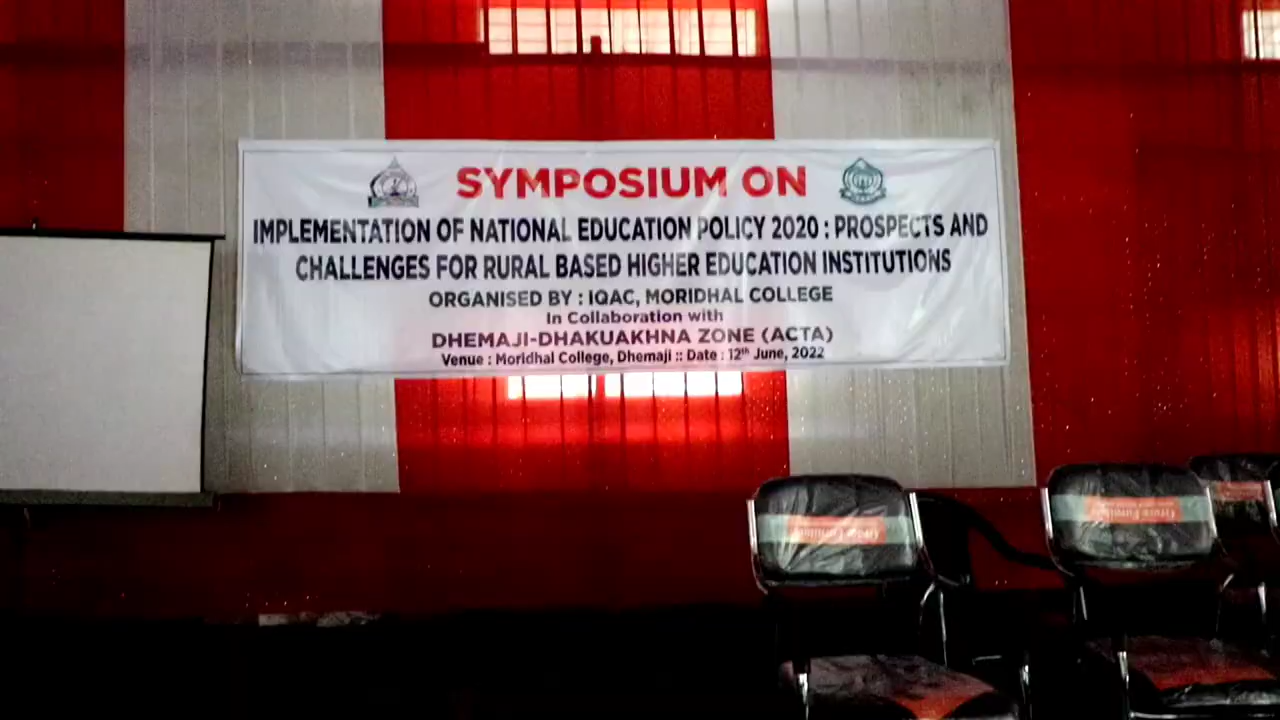 SYMPOSIUM ON
IMPLEMENTATION OF NATIONAL EDUCATION POLICY 2020 : PROSPECTS AND
CHALLENGES FOR RURAL BASED HIGHER EDUCATION INSTITUTIONS
ORGANISED BY : IQAC, MORIDHAL COLLEGE
In Collaboration with
DHEMAJI-DHAKUAKHNA ZONE (ACTA)
Venue : Moridhal College, Dhemaji :: Date : 12th June, 2022